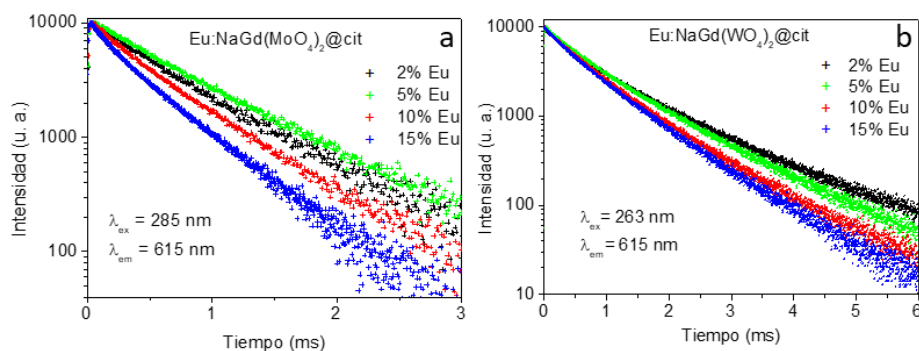 Eu:NaGd(MoO₄)₂@cit
a
2% Eu
5% Eu
10% Eu
15% Eu
λex = 285 nm
λem = 615 nm
Intensidad (u. a.)
10000
1000
100
0
1
2
3
Tiempo (ms)
Eu:NaGd(WO₄)₂@cit
b
2% Eu
5% Eu
10% Eu
15% Eu
λex = 263 nm
λem = 615 nm
Intensidad (u. a.)
10000
1000
100
10
0
1
2
3
4
5
6
Tiempo (ms)